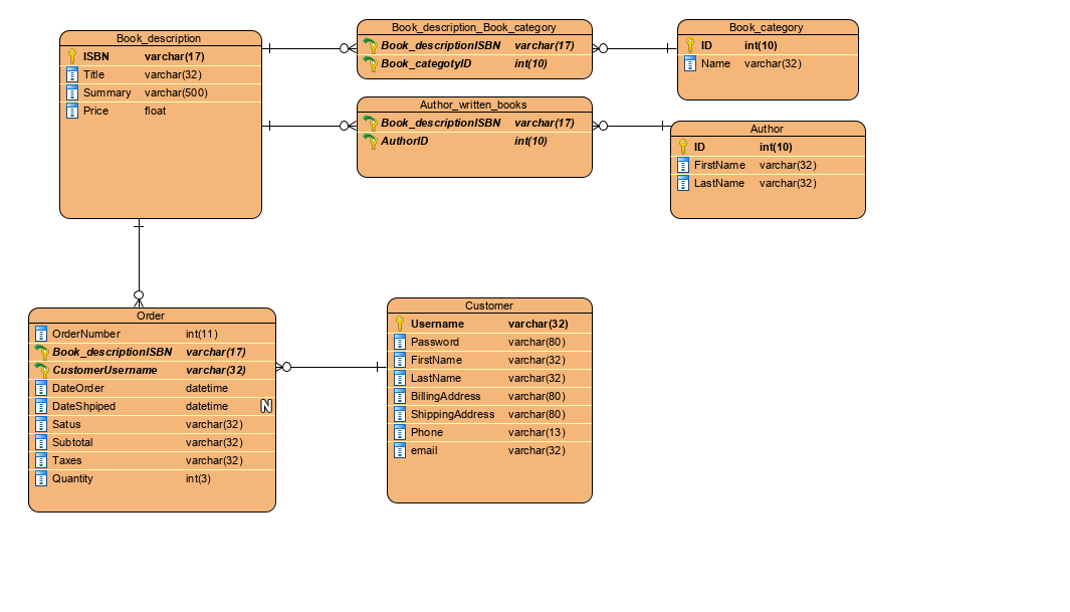 Book_description
ISBN varchar(17)
Title varchar(32)
Summary varchar(500)
Price float
Book_description_Book_category
Book_descriptionISBN varchar(17)
Book_categotyID int(10)
Book_category
ID int(10)
Name varchar(32)
Author_written_books
Book_descriptionISBN varchar(17)
AuthorID int(10)
Author
ID int(10)
FirstName varchar(32)
LastName varchar(32)
Order
OrderNumber int(11)
Book_descriptionISBN varchar(17)
CustomerUsername varchar(32)
DateOrder datetime
DateShpiped datetime N
Satus varchar(32)
Subtotal varchar(32)
Taxes varchar(32)
Quantity int(3)
Customer
Username varchar(32)
Password varchar(80)
FirstName varchar(32)
LastName varchar(32)
BillingAddress varchar(80)
ShippingAddress varchar(80)
Phone varchar(13)
email varchar(32)